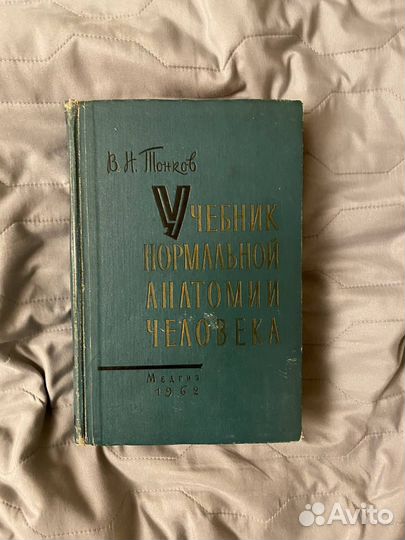 В. Н. Тонков
Учебник
нормальной
анатомии
человека
Медгиз
1962
Avito